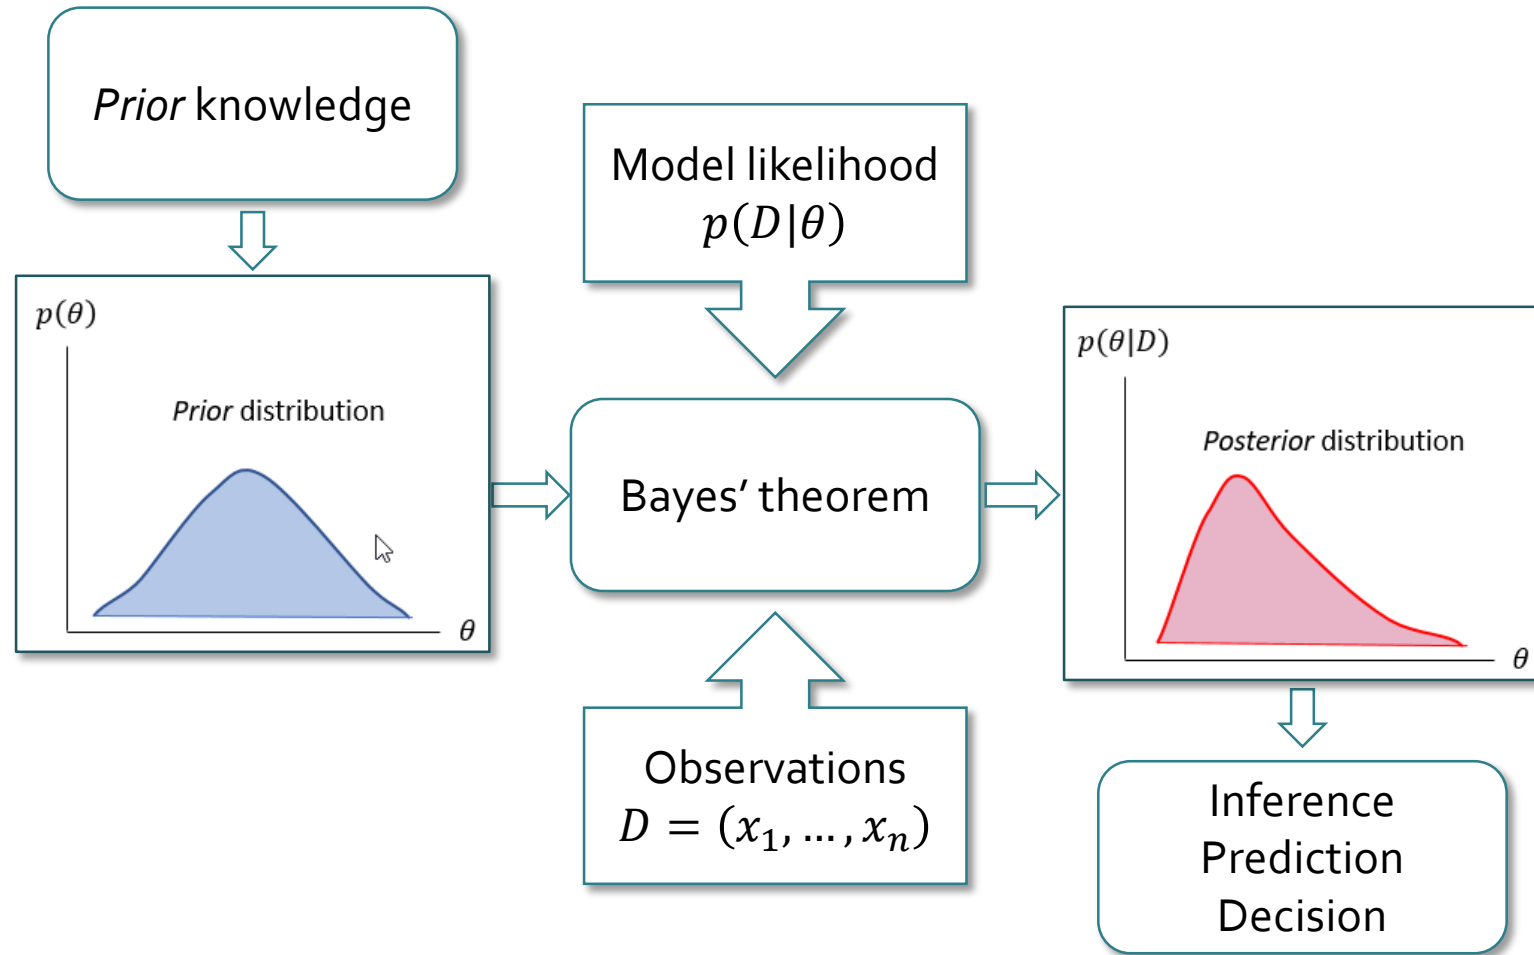 Prior knowledge
Model likelihood
p(D|θ)
p(θ)
Prior distribution
θ
Bayes’ theorem
p(θ|D)
Posterior distribution
θ
Observations
D = (x₁, … , xₙ)
Inference
Prediction
Decision